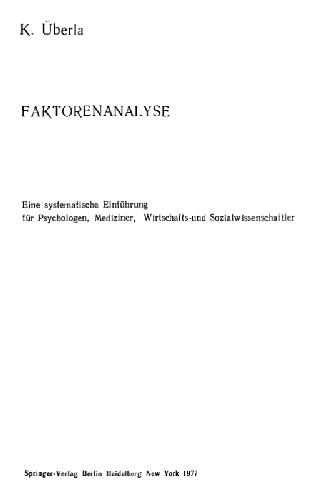 K. Überla
FAKTORENANALYSE
Eine systematische Einführung
für Psychologen, Mediziner, Wirtschafts-und Sozialwissenschaftler
Springer-Verlag Berlin Heidelberg New York 1977